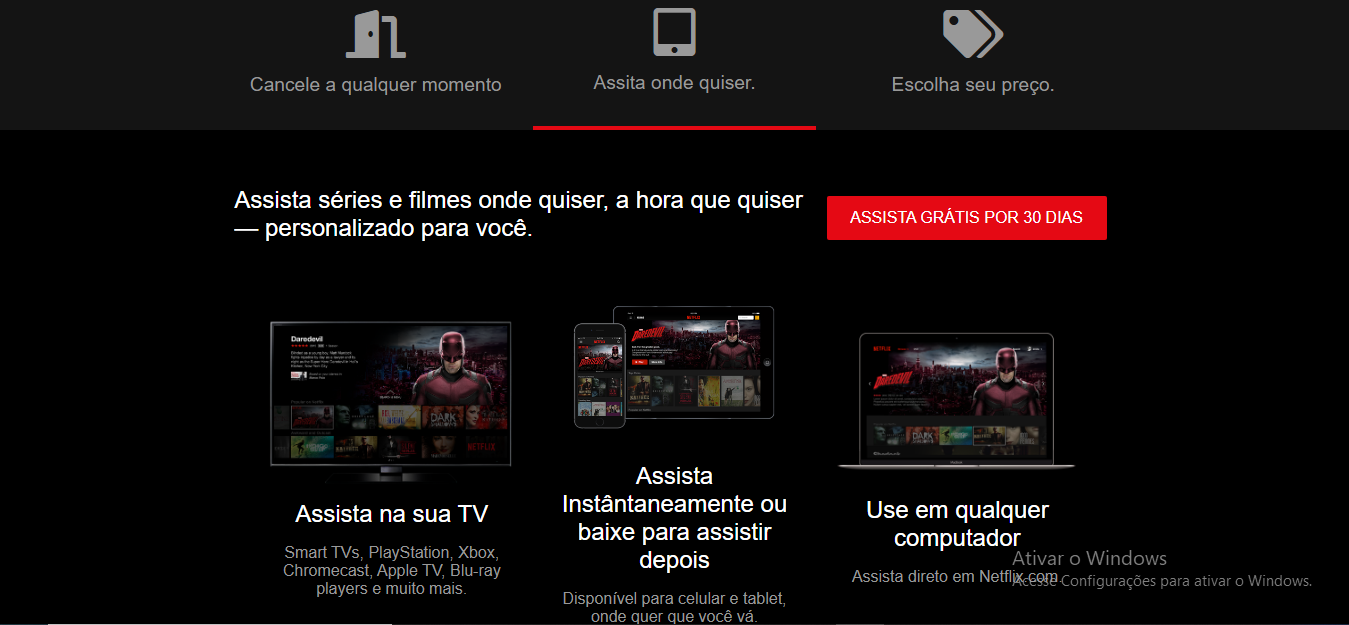 Cancele a qualquer momento
Assita onde quiser.
Escolha seu preço.
Assista séries e filmes onde quiser, a hora que quiser
— personalizado para você.
ASSISTA GRÁTIS POR 30 DIAS
Daredevil
NETFLIX
DAREDEVIL
NETFLIX
DAREDEVIL
Assista na sua TV
Smart TVs, PlayStation, Xbox,
Chromecast, Apple TV, Blu-ray
players e muito mais.
Assista
Instântaneamente ou
baixe para assistir
depois
Disponível para celular e tablet,
onde quer que você vá.
Use em qualquer
computador
Assista direto em Netflix.com.
Ativar o Windows
Acesse Configurações para ativar o Windows.